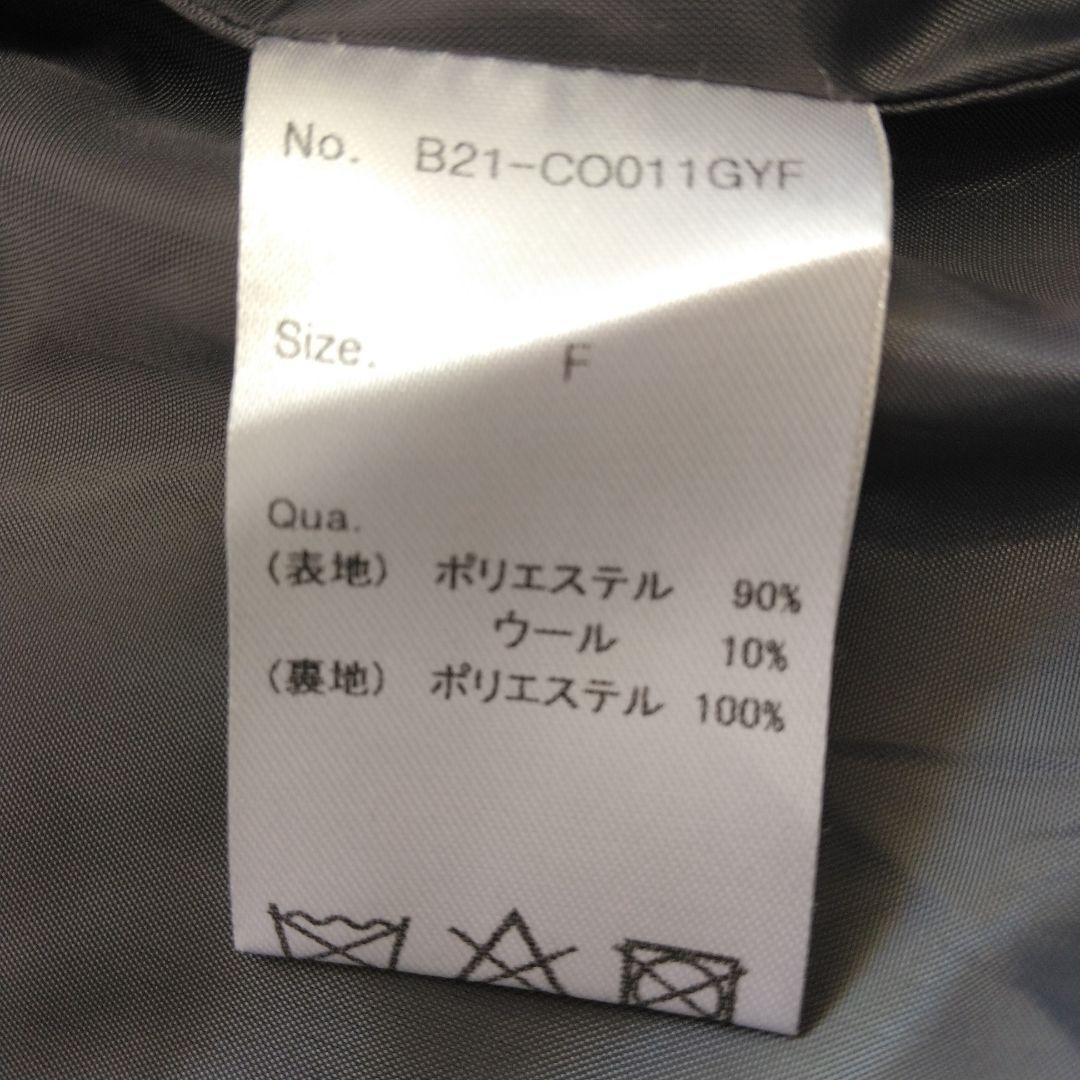 No. B21-CO011GYF
Size. F
Qua.
(表地) ポリエステル 90%
ウール 10%
(裏地) ポリエステル 100%